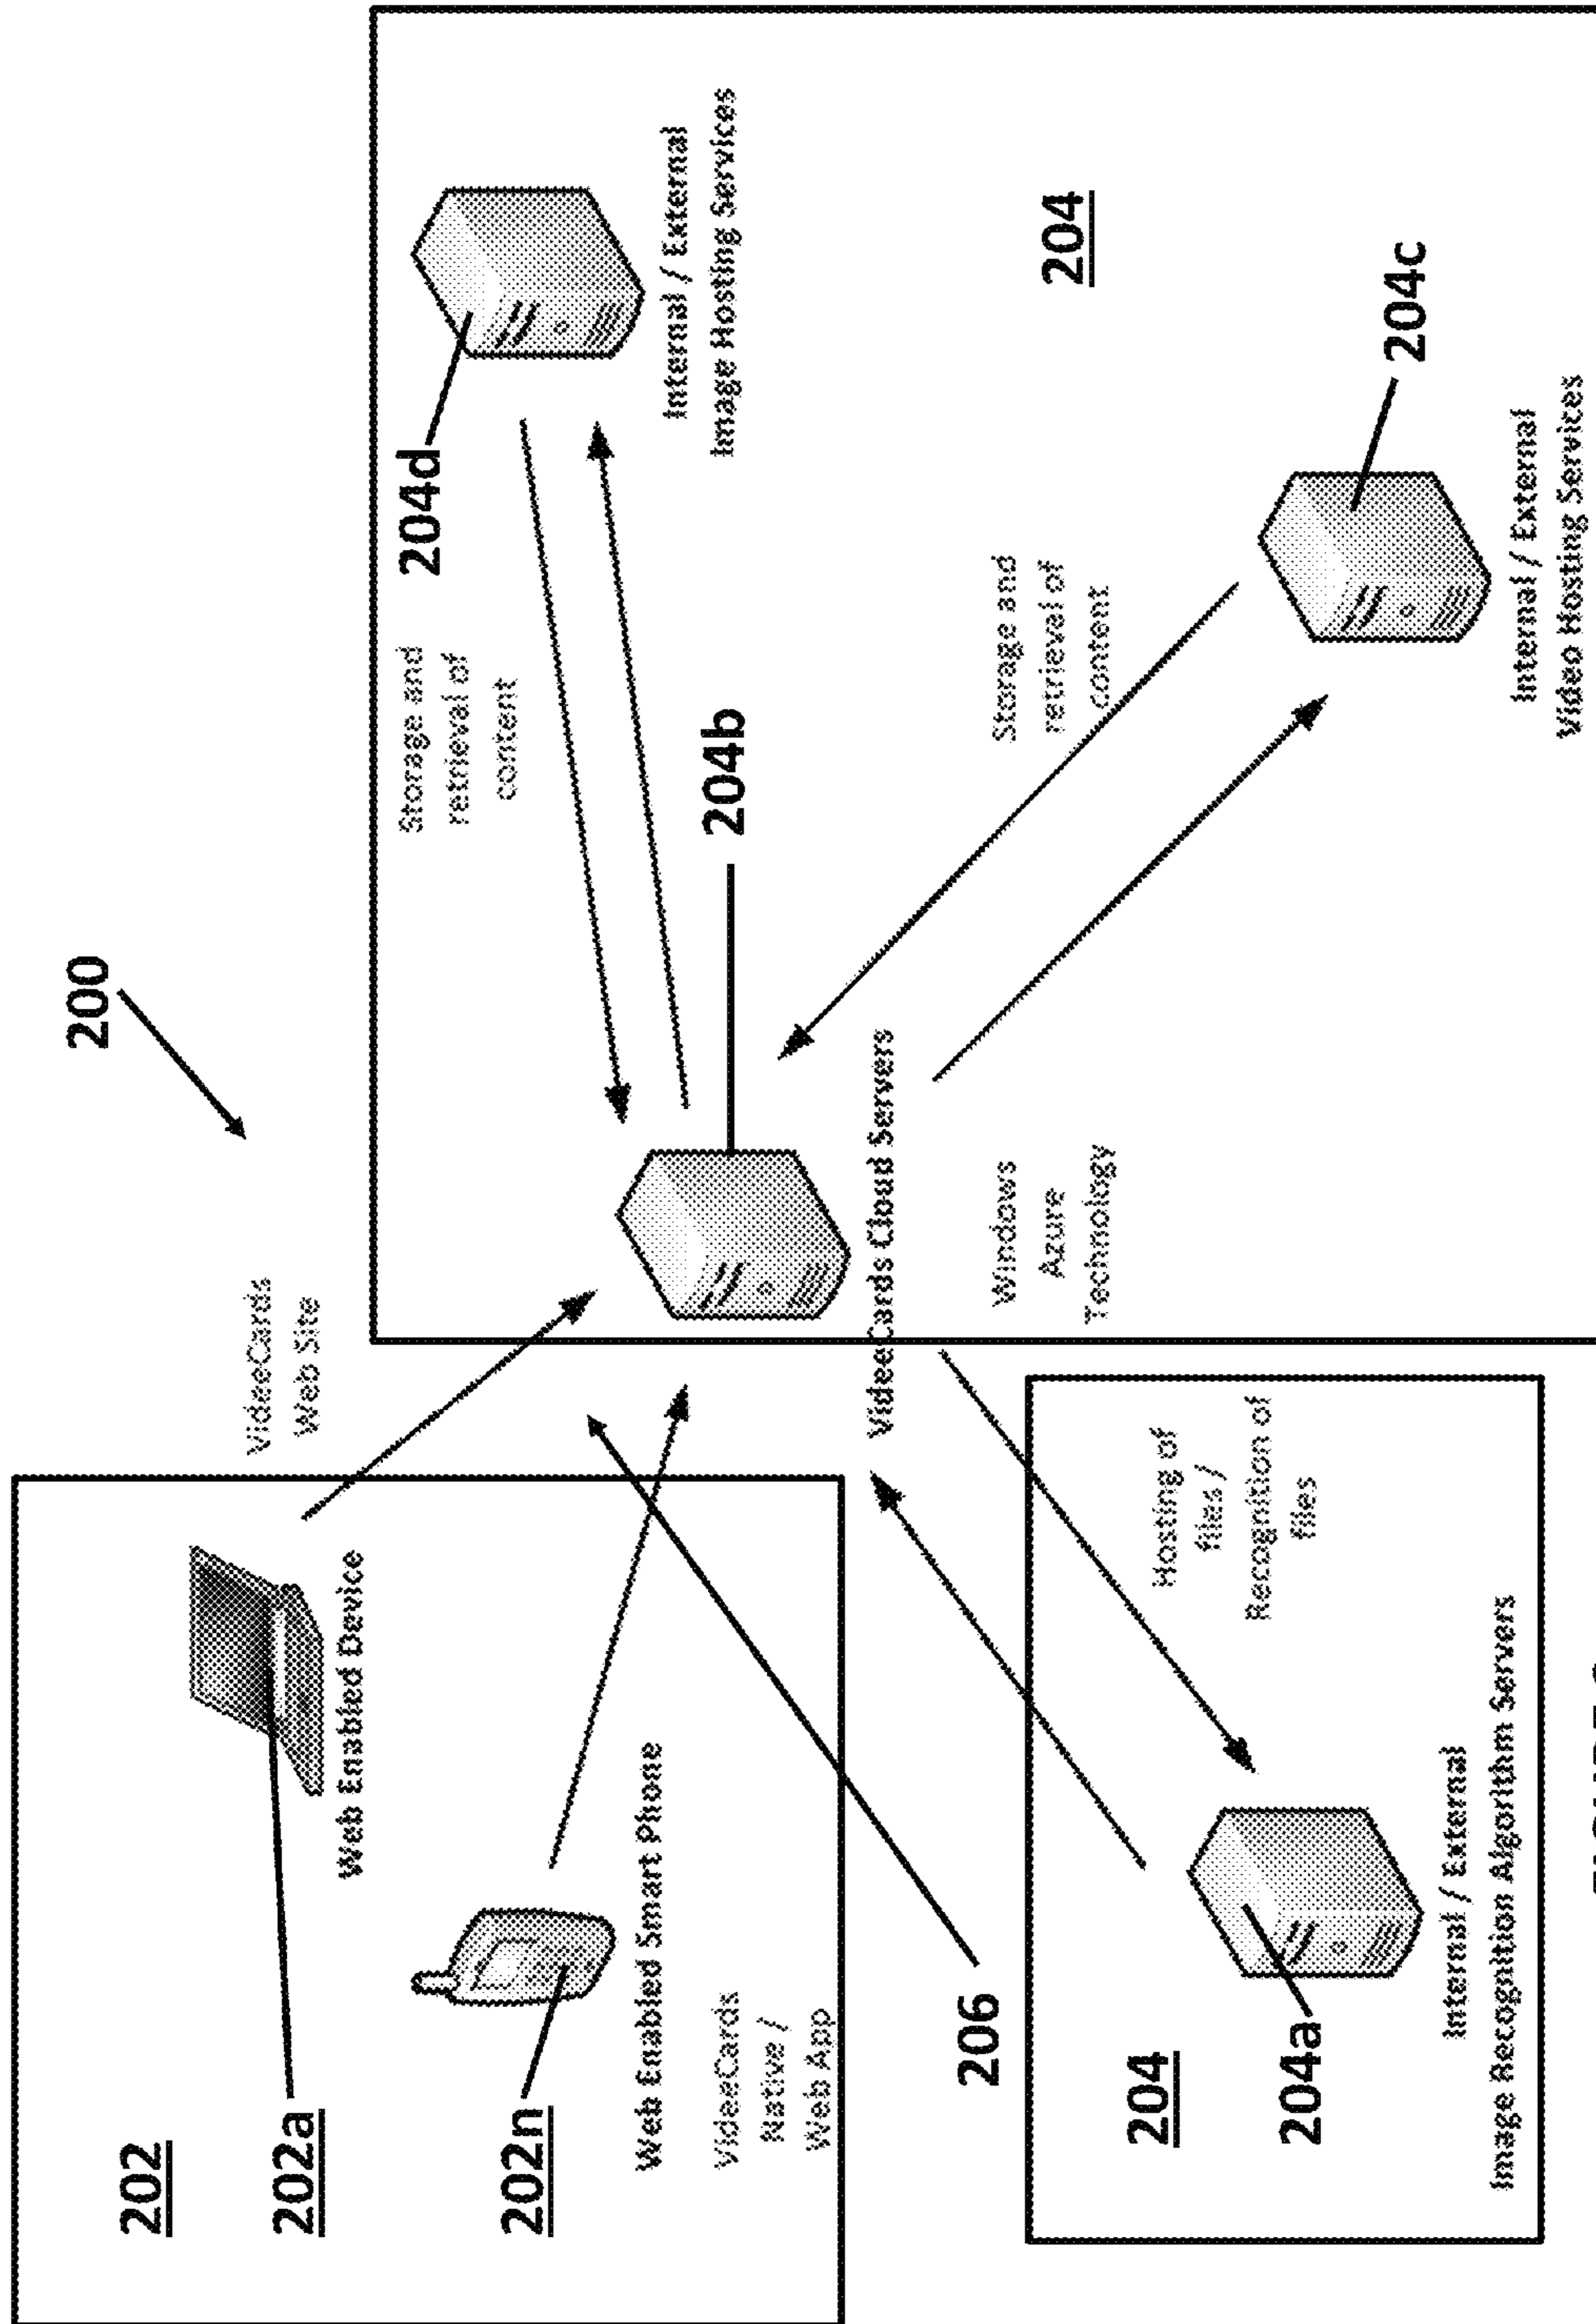 200
202
202a
Web Enabled Device
VideeCards
Web Site
202n
Web Enabled Smart Phone
VideeCards
Native /
Web App
206
204d
Internal / External
Image Hosting Services
Storage and
retrieval of
content
204b
VideeCards Cloud Servers
Windows
Azure
Technology
204
Storage and
retrieval of
content
204c
Internal / External
Video Hosting Services
204
204a
Hosting of
files /
Recognition of
files
Internal / External
Image Recognition Algorithm Servers